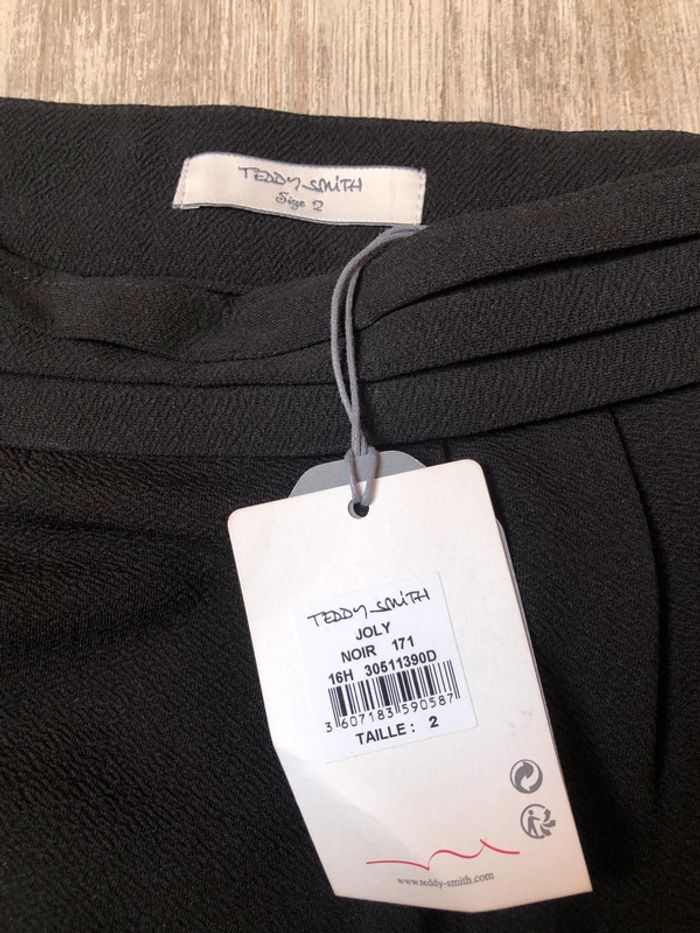 TEDDY SMITH
Size 2
TEDDY SMITH
JOLY
NOIR 171
16H 30511390D
3 607183 590587
TAILLE : 2
www.teddy-smith.com